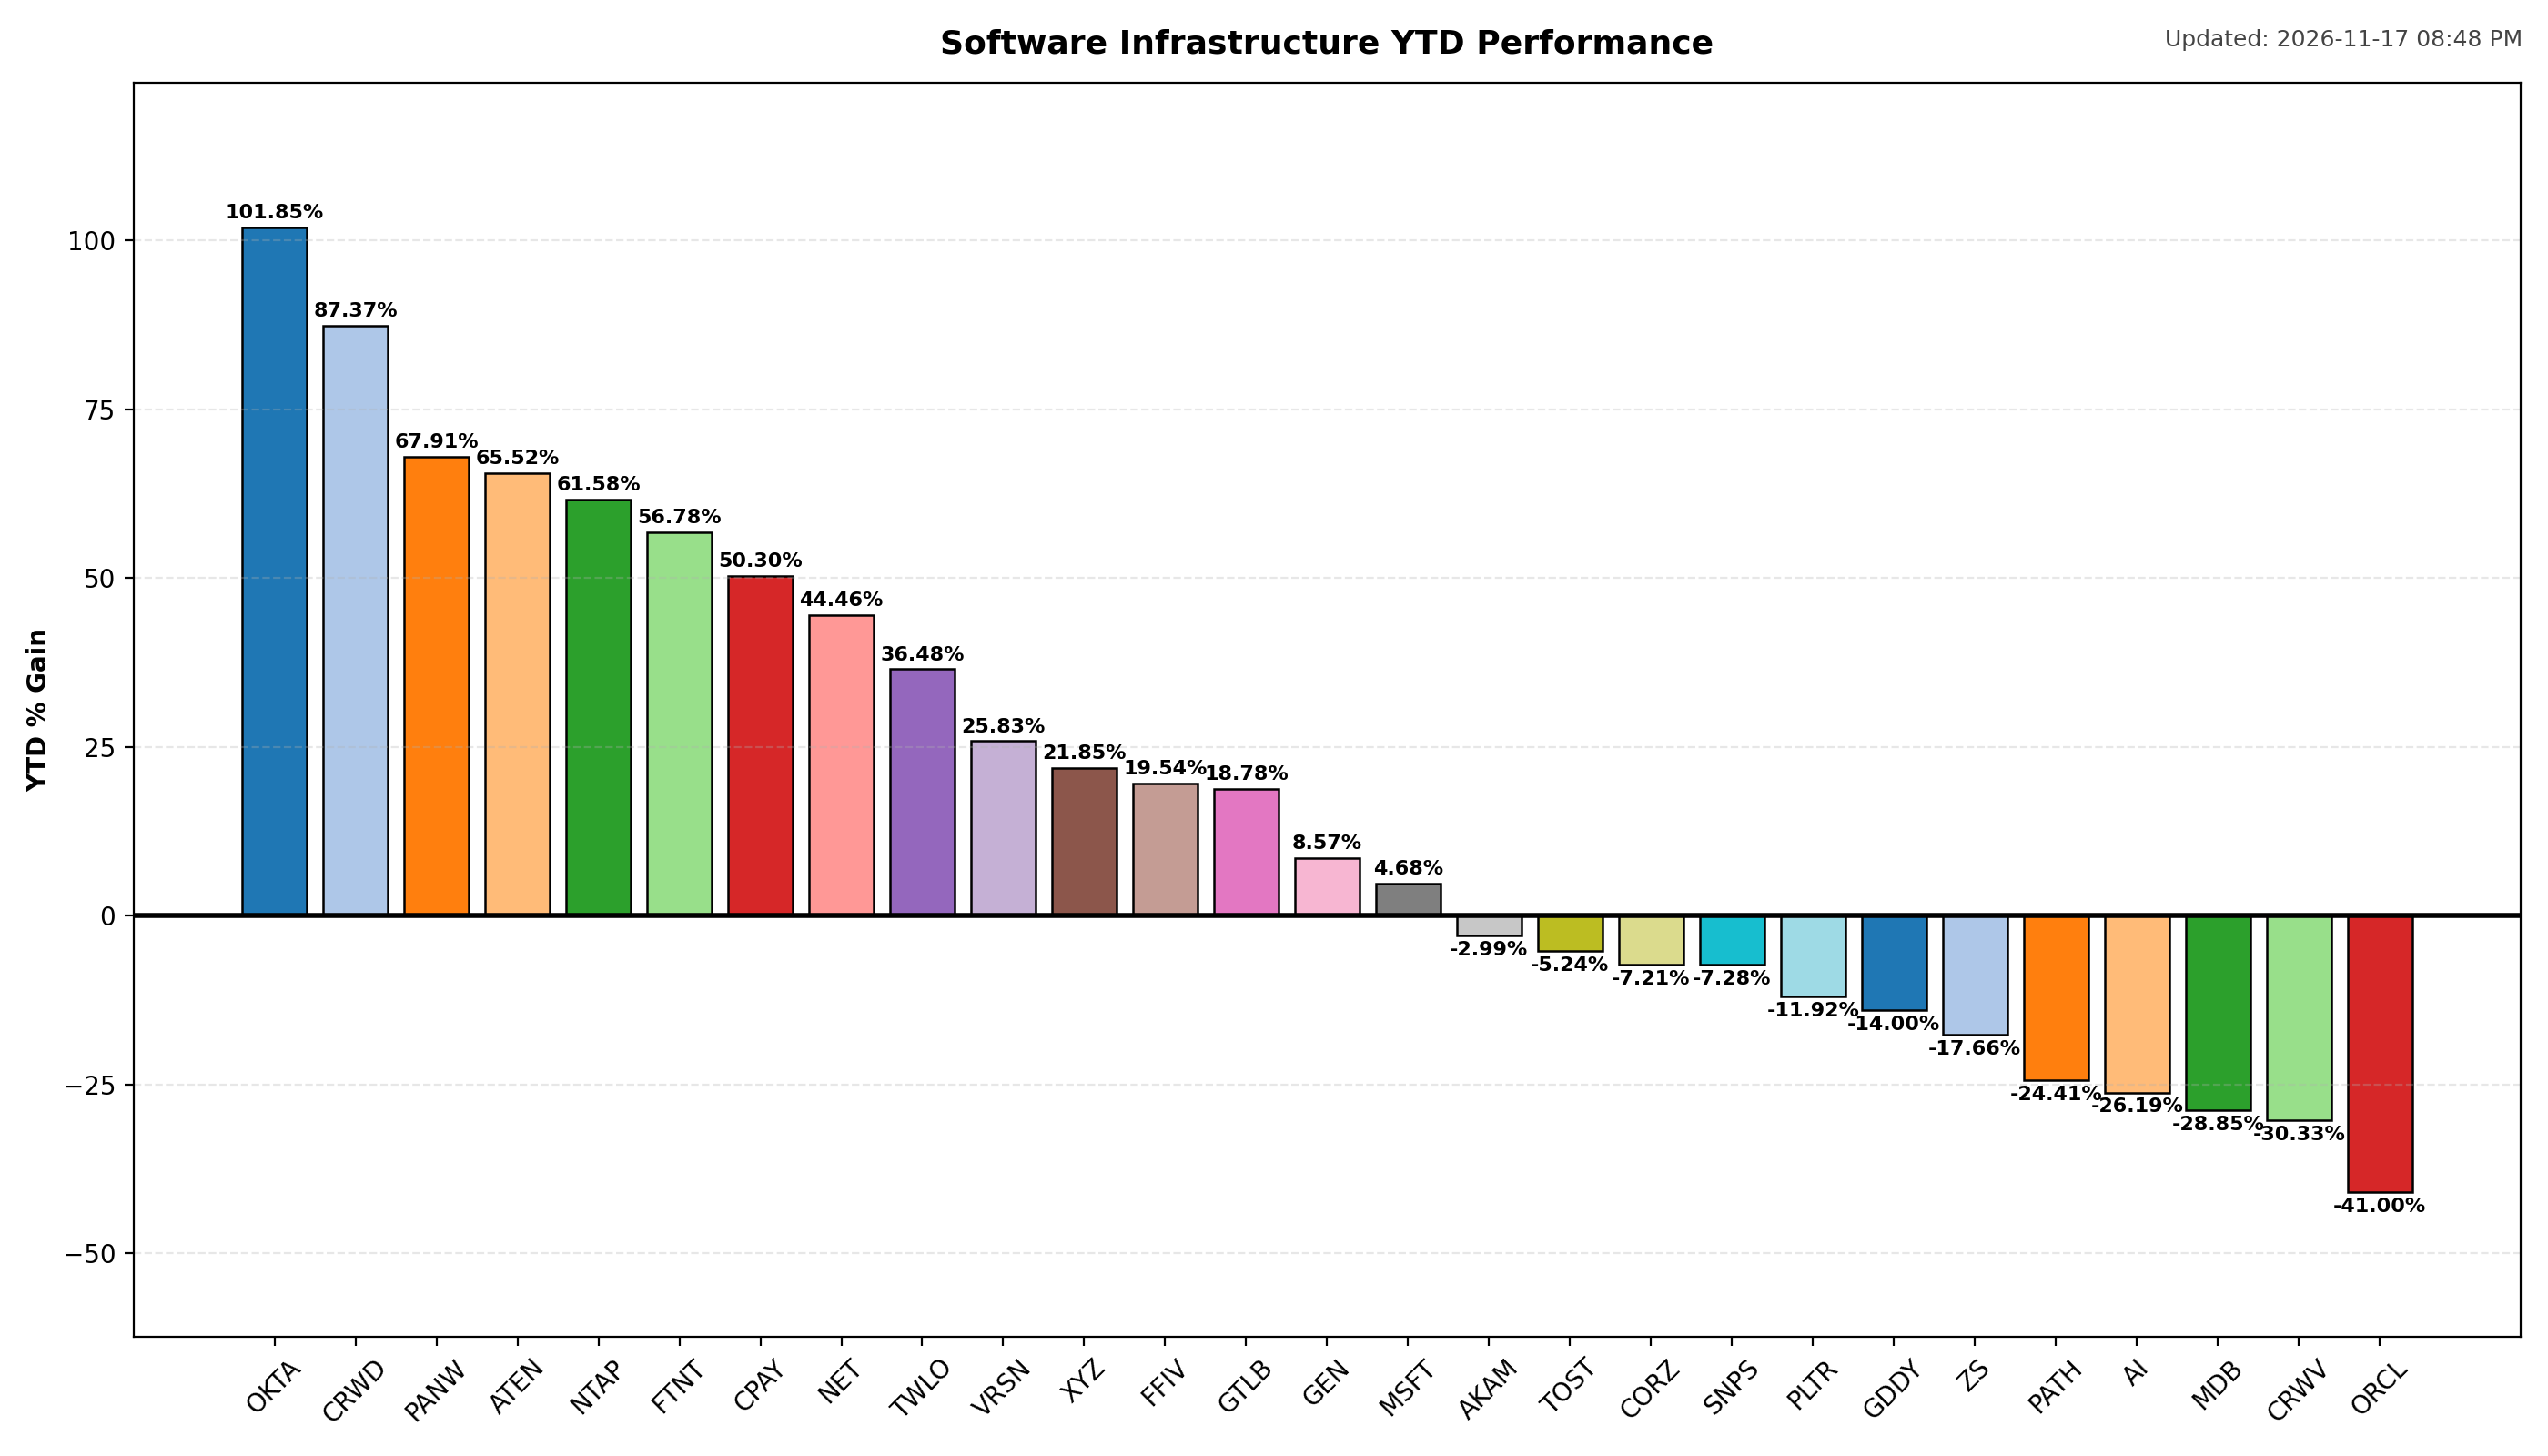 Software Infrastructure YTD Performance
Updated: 2026-11-17 08:48 PM
YTD % Gain
100
75
50
25
0
−25
−50
101.85%
87.37%
67.91%
65.52%
61.58%
56.78%
50.30%
44.46%
36.48%
25.83%
21.85%
19.54%
18.78%
8.57%
4.68%
-2.99%
-5.24%
-7.21%
-7.28%
-11.92%
-14.00%
-17.66%
-24.41%
-26.19%
-28.85%
-30.33%
-41.00%
OKTA
CRWD
PANW
ATEN
NTAP
FTNT
CPAY
NET
TWLO
VRSN
XYZ
FFIV
GTLB
GEN
MSFT
AKAM
TOST
CORZ
SNPS
PLTR
GDDY
ZS
PATH
AI
MDB
CRWV
ORCL